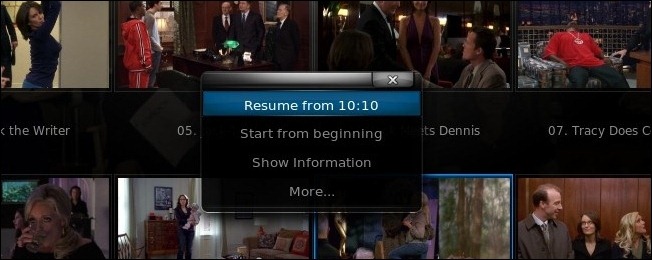 Resume from 10:10
k the Writer
05.
Start from beginning
ets Dennis
07. Tracy Does C
Show Information
More...